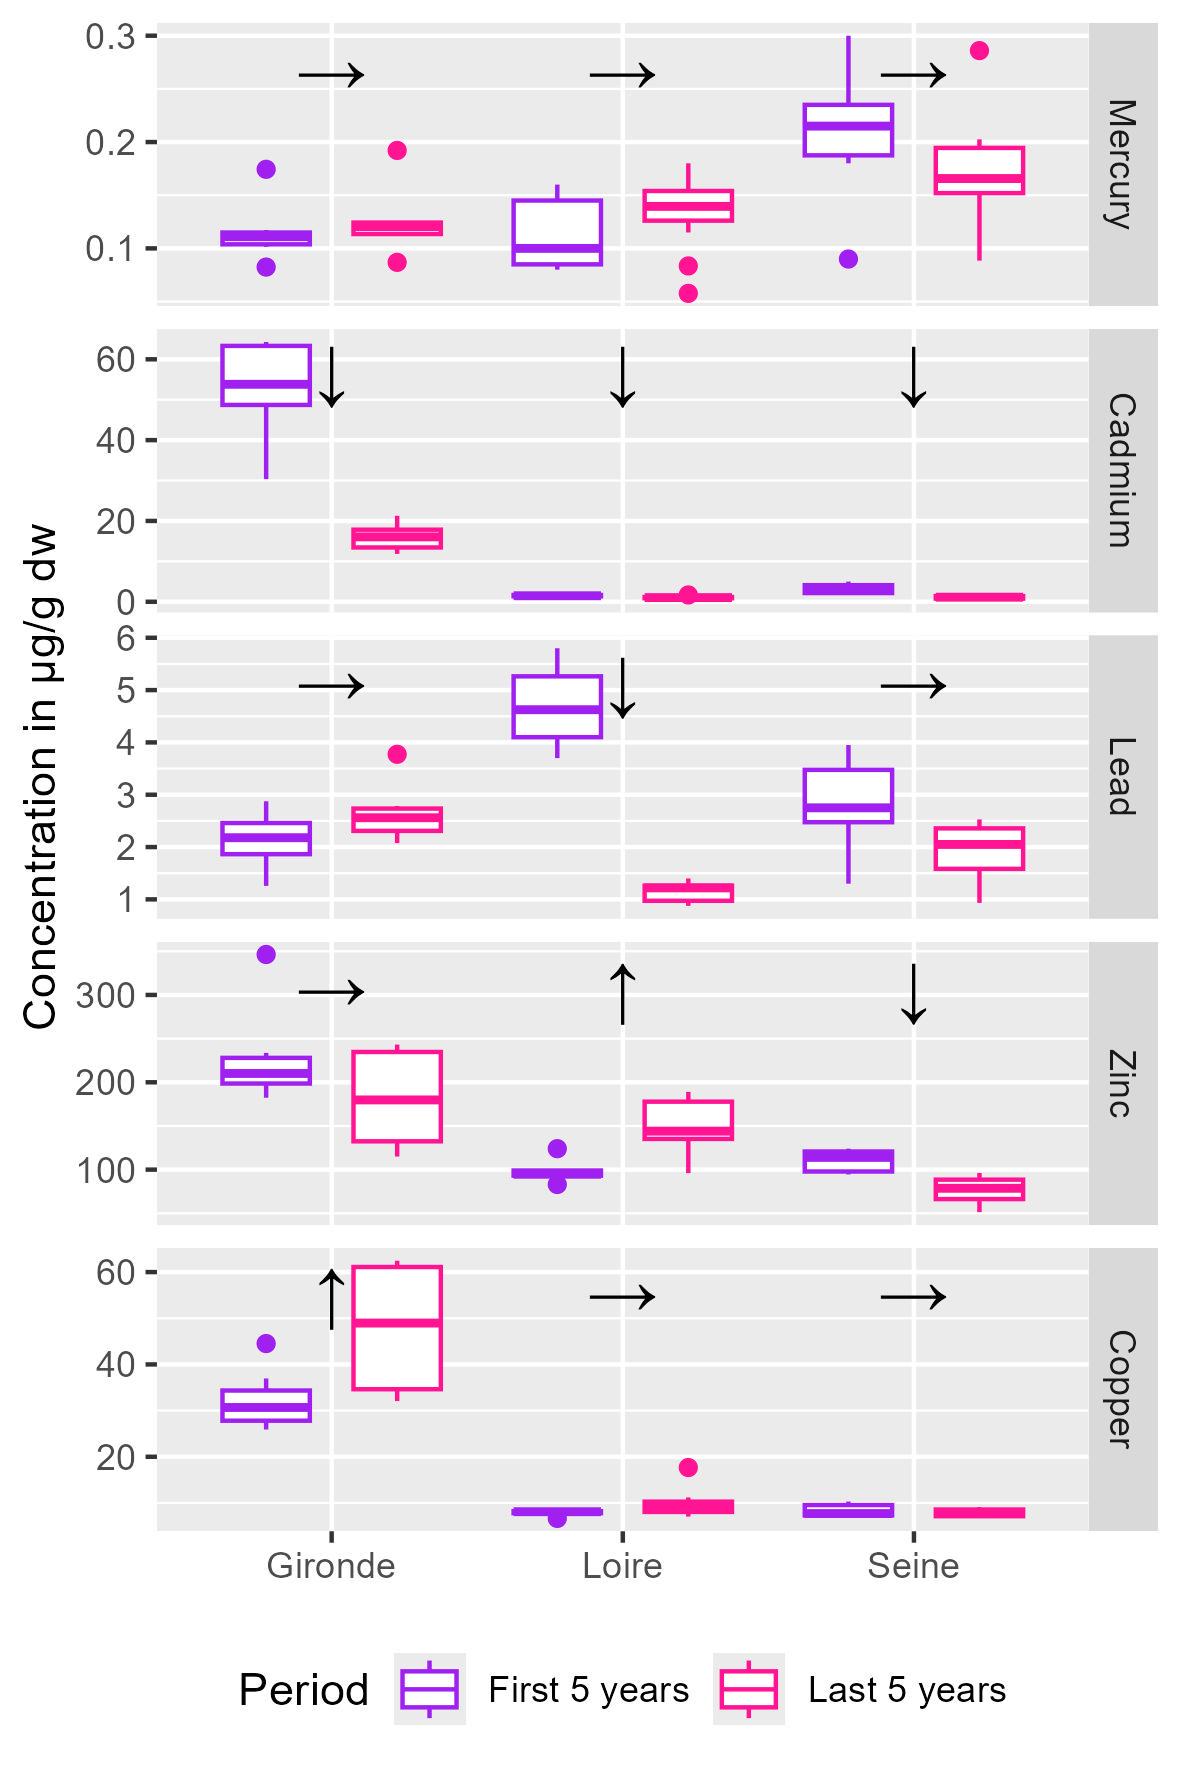 0.3
0.2
0.1
Mercury
60
40
20
0
Cadmium
6
5
4
3
2
1
Lead
300
200
100
Zinc
60
40
20
Copper
Concentration in µg/g dw
Gironde Loire Seine
Period First 5 years Last 5 years